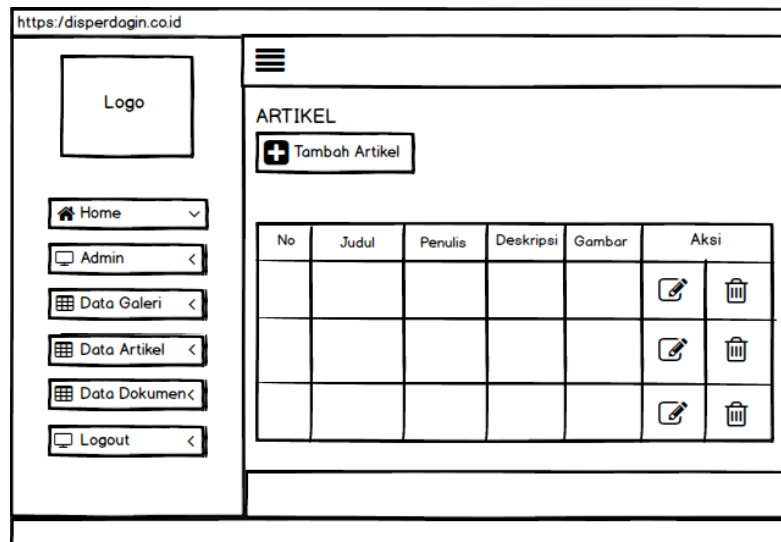 https:/disperdagin.co.id
Logo
Home
Admin
Data Galeri
Data Artikel
Data Dokumen
Logout
ARTIKEL
Tambah Artikel
No Judul Penulis Deskripsi Gambar Aksi